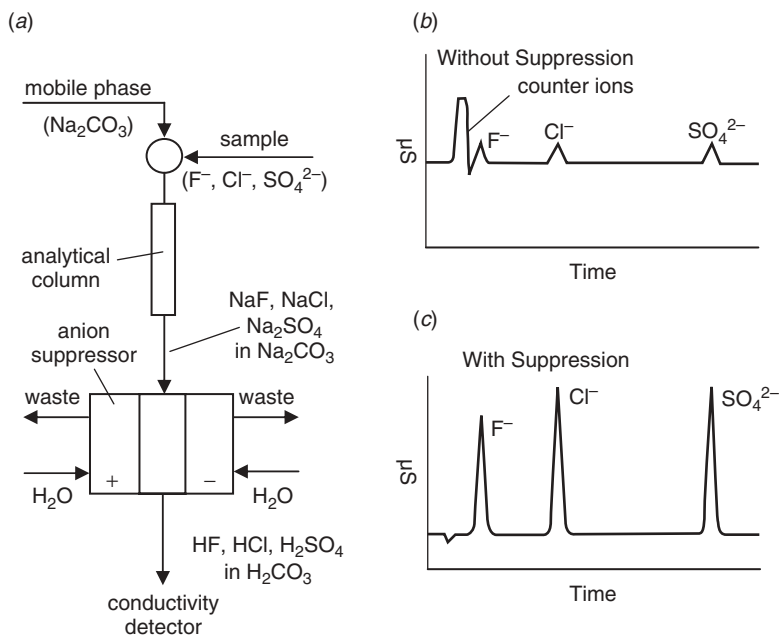 (a)
mobile phase
(Na₂CO₃)
sample
(F⁻, Cl⁻, SO₄²⁻)
analytical
column
NaF, NaCl,
Na₂SO₄
in Na₂CO₃
anion
suppressor
waste
waste
+
−
H₂O
H₂O
HF, HCl, H₂SO₄
in H₂CO₃
conductivity
detector
(b)
Without Suppression
counter ions
F⁻
Cl⁻
SO₄²⁻
μS
Time
(c)
With Suppression
F⁻
Cl⁻
SO₄²⁻
μS
Time